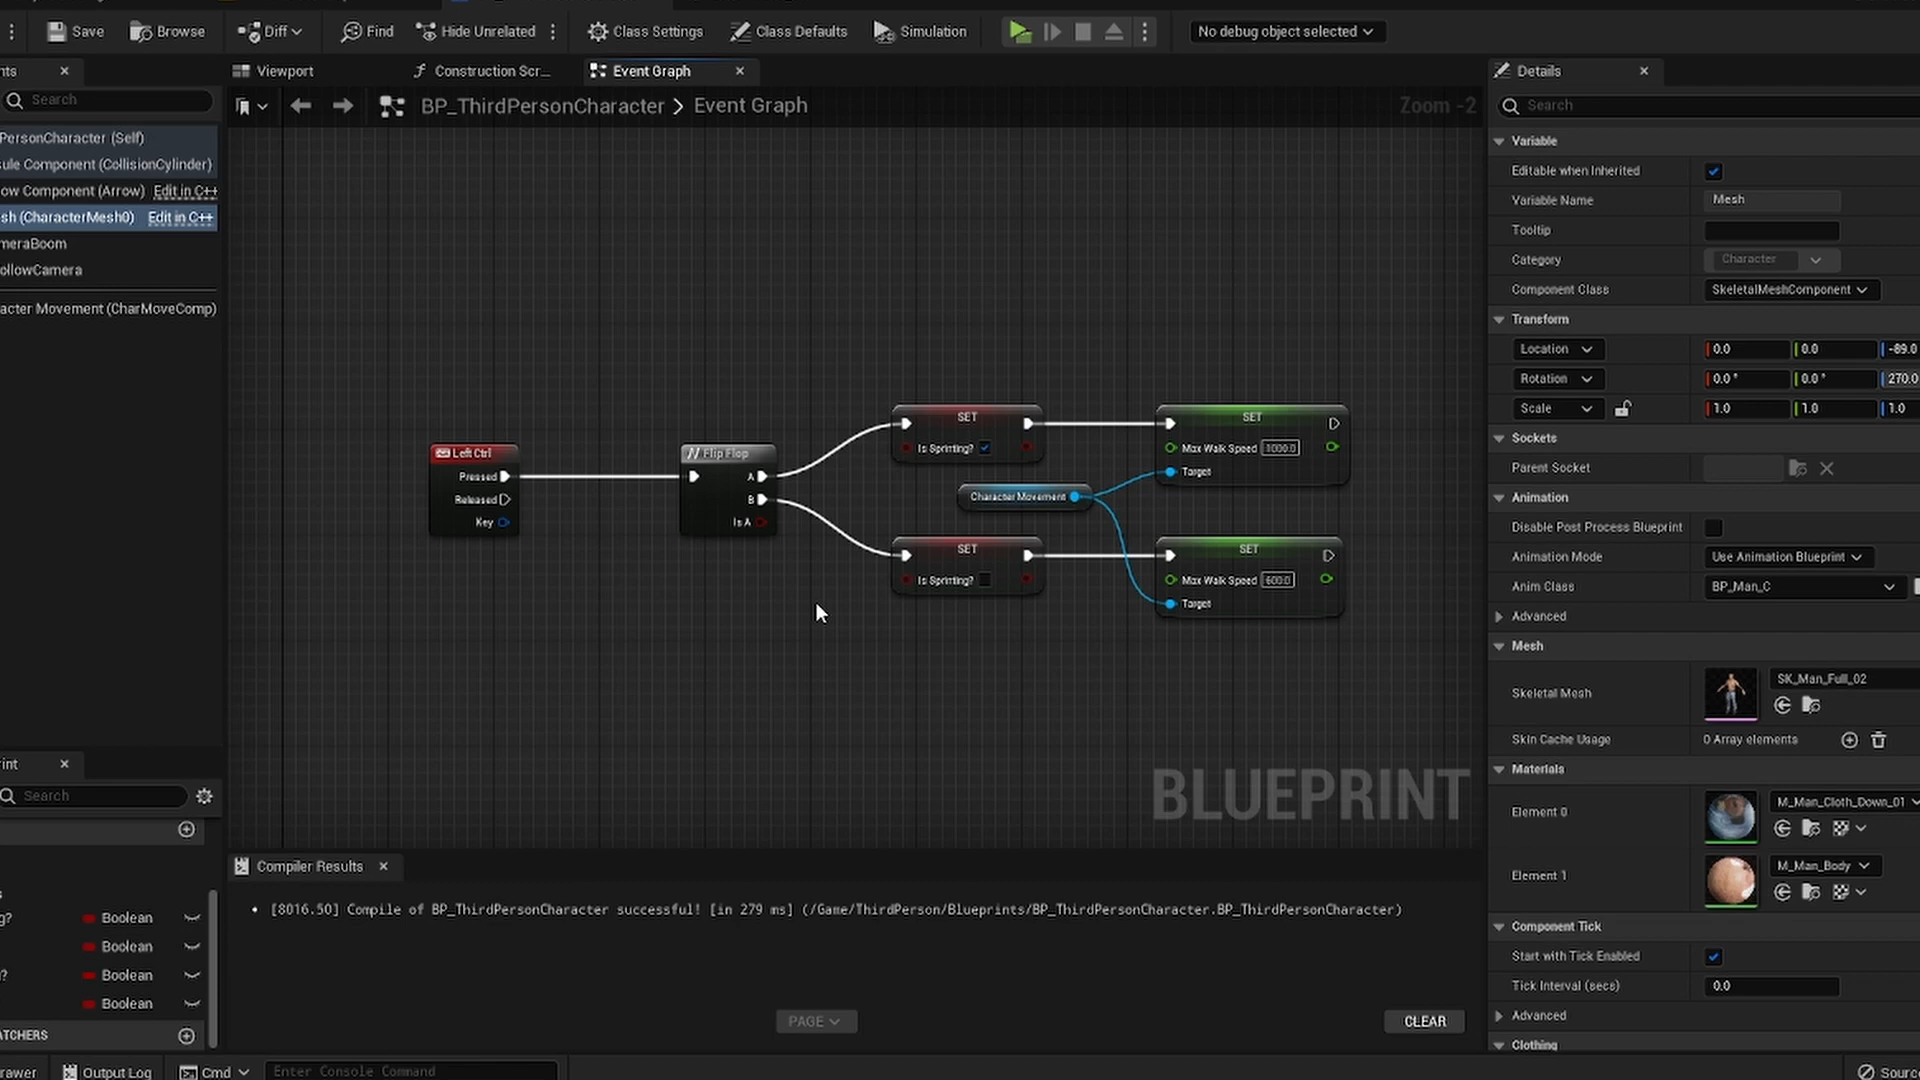 Save
Browse
Diff
Find
Hide Unrelated
Class Settings
Class Defaults
Simulation
No debug object selected
nts
Viewport
Construction Scr...
Event Graph
Details
Search
BP_ThirdPersonCharacter > Event Graph
Zoom -2
Search
PersonCharacter (Self)
sule Component (CollisionCylinder)
ow Component (Arrow) Edit in C++
sh (CharacterMesh0) Edit in C++
meraBoom
ollowCamera
acter Movement (CharMoveComp)
Left Ctrl
Pressed
Released
Key
Flip Flop
A
B
Is A
SET
Is Sprinting?
SET
Max Walk Speed 1000.0
Target
Character Movement
SET
Is Sprinting?
SET
Max Walk Speed 600.0
Target
BLUEPRINT
Variable
Editable when Inherited
Variable Name Mesh
Tooltip
Category Character
Component Class SkeletalMeshComponent
Transform
Location 0.0 0.0 -89.0
Rotation 0.0 ° 0.0 ° 270.0
Scale 1.0 1.0 1.0
Sockets
Parent Socket
Animation
Disable Post Process Blueprint
Animation Mode Use Animation Blueprint
Anim Class BP_Man_C
Advanced
Mesh
Skeletal Mesh SK_Man_Full_02
Skin Cache Usage 0 Array elements
Materials
Element 0 M_Man_Cloth_Down_01
Element 1 M_Man_Body
Component Tick
Start with Tick Enabled
Tick Interval (secs) 0.0
Advanced
Clothing
rint
Search
s
g? Boolean
Boolean
? Boolean
Boolean
ATCHERS
Compiler Results
[8016.50] Compile of BP_ThirdPersonCharacter successful! [in 279 ms] (/Game/ThirdPerson/Blueprints/BP_ThirdPersonCharacter.BP_ThirdPersonCharacter)
PAGE
CLEAR
rawer
Output Log
Cmd
Enter Console Command
Sourc